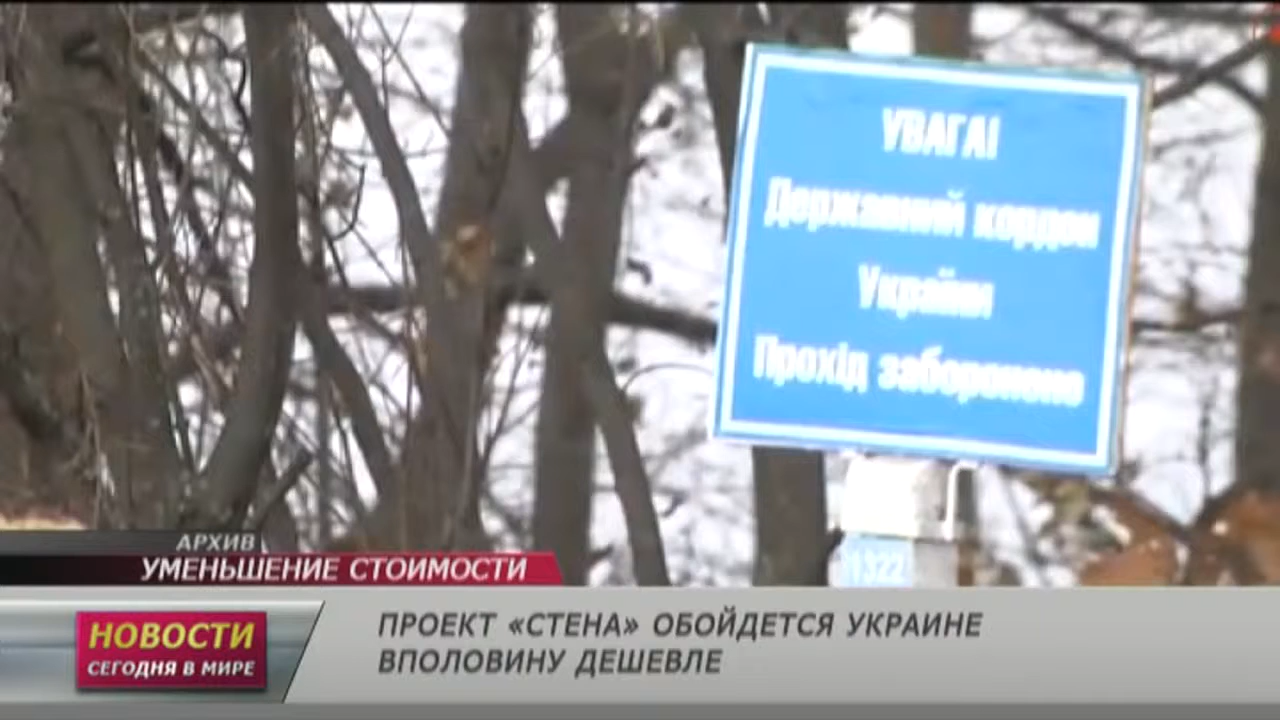 УВАГА!
Державний кордон
України
Прохід заборонено
1322
АРХИВ
УМЕНЬШЕНИЕ СТОИМОСТИ
НОВОСТИ
СЕГОДНЯ В МИРЕ
ПРОЕКТ «СТЕНА» ОБОЙДЕТСЯ УКРАИНЕ
ВПОЛОВИНУ ДЕШЕВЛЕ